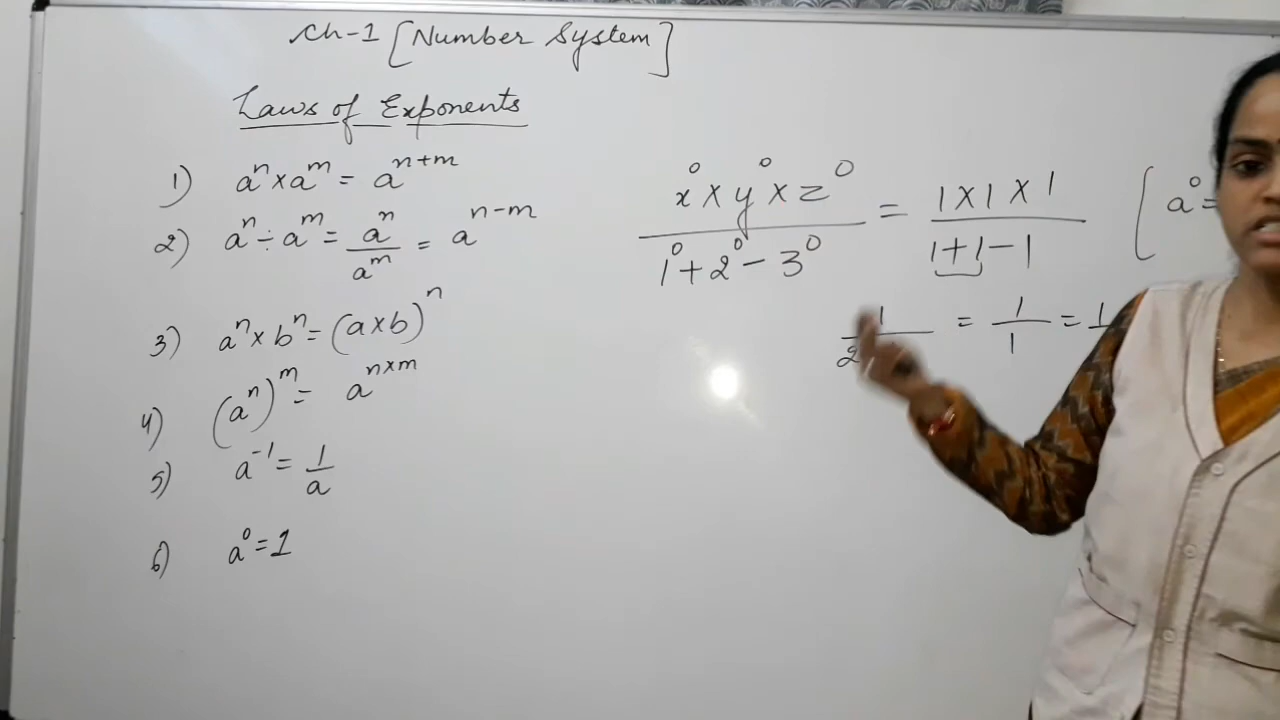 Ch-1 [Number System]
Laws of Exponents
1) aⁿ × aᵐ = aⁿ⁺ᵐ
2) aⁿ ÷ aᵐ = aⁿ/aᵐ = aⁿ⁻ᵐ
3) aⁿ × bⁿ = (a×b)ⁿ
4) (aⁿ)ᵐ = aⁿˣᵐ
5) a⁻¹ = 1/a
6) a⁰ = 1
x⁰ × y⁰ × z⁰ / 1⁰ + 2⁰ - 3⁰ = 1×1×1 / 1+1-1 [a⁰ =
1 / 2 = 1/1 = 1